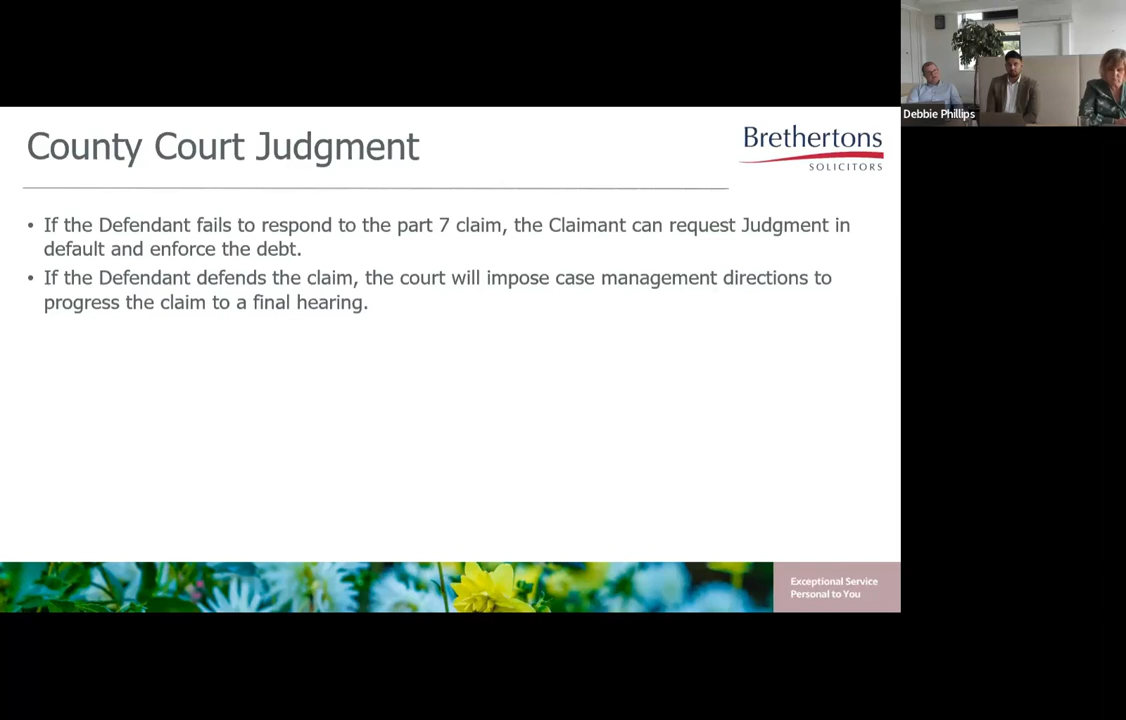 County Court Judgment
Brethertons
SOLICITORS
Debbie Phillips
• If the Defendant fails to respond to the part 7 claim, the Claimant can request Judgment in
default and enforce the debt.
• If the Defendant defends the claim, the court will impose case management directions to
progress the claim to a final hearing.
Exceptional Service
Personal to You